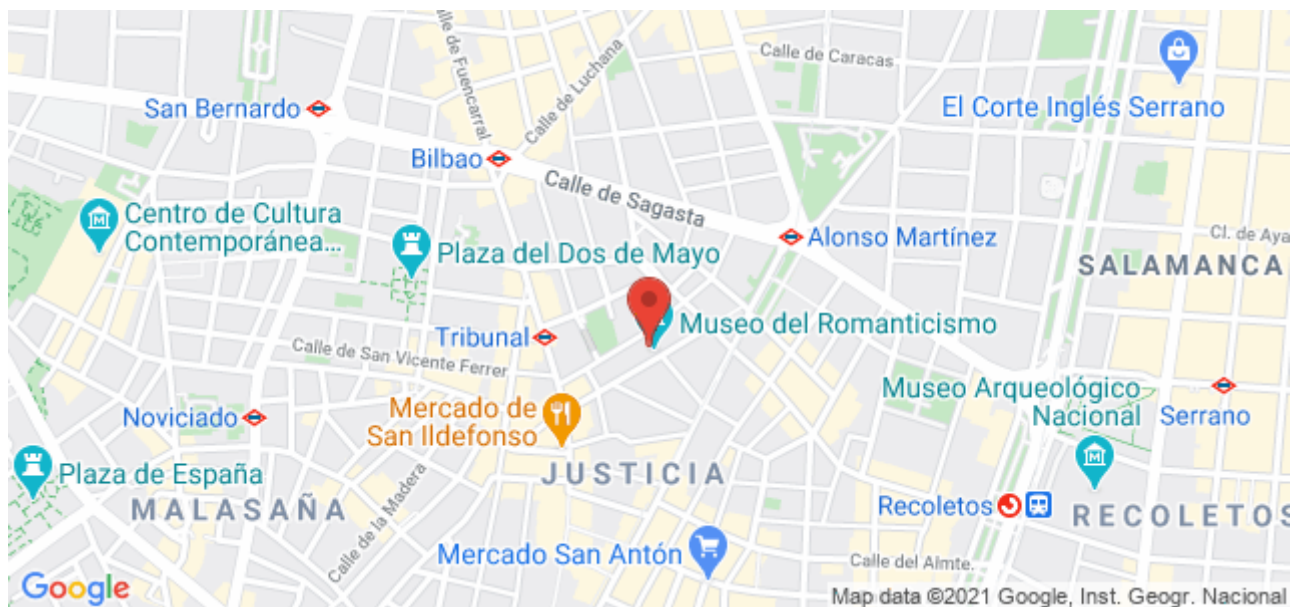 Calle de Caracas
El Corte Inglés Serrano
San Bernardo
Calle de Fuencarral
Calle de Luchana
Bilbao
Calle de Sagasta
Centro de Cultura
Contemporánea...
Plaza del Dos de Mayo
Alonso Martínez
Cl. de Aya
SALAMANCA
Tribunal
Museo del Romanticismo
Calle de San Vicente Ferrer
Museo Arqueológico
Nacional
Mercado de
San Ildefonso
Noviciado
Serrano
Plaza de España
JUSTICIA
MALASAÑA
Calle de la Madera
Recoletos
RECOLETOS
Mercado San Antón
Calle del Almte.
Google
Map data ©2021 Google, Inst. Geogr. Nacional